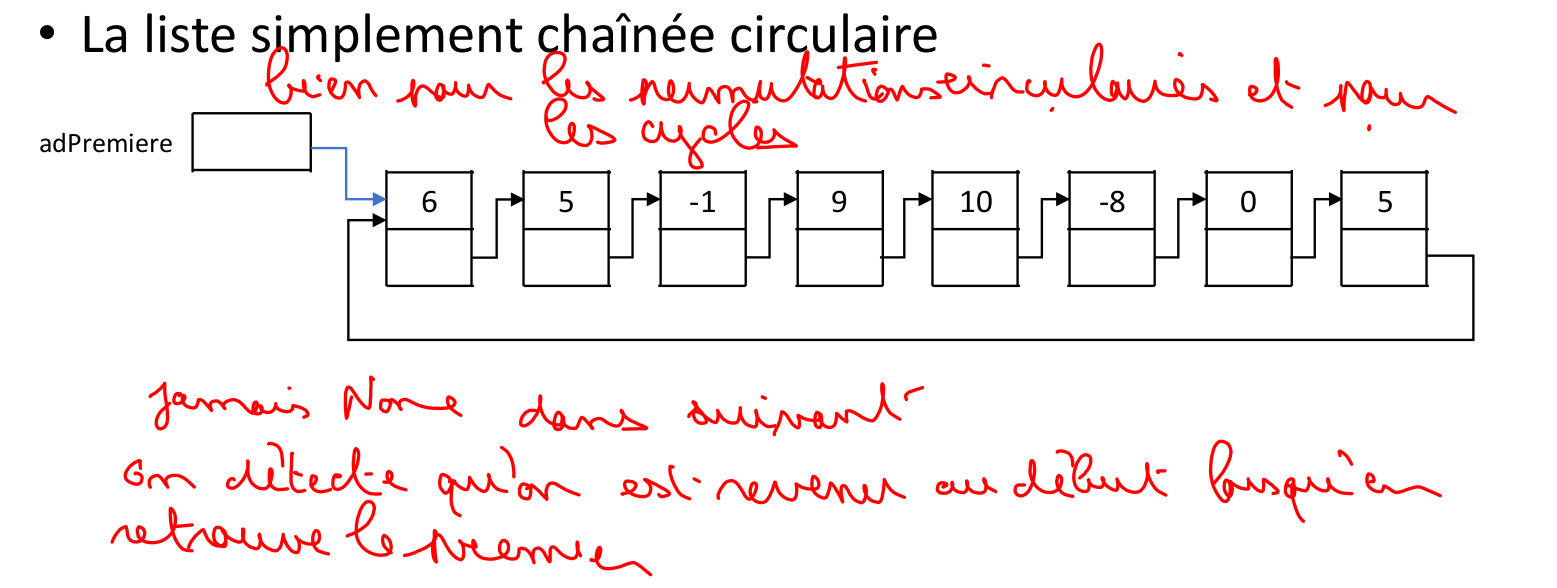 • La liste simplement chaînée circulaire
bien pour les permutations circulaires et pour
les cycles
adPremiere
6 5 -1 9 10 -8 0 5
Jamais None dans suivant
on détecte qu'on est revenu au début lorsqu'on
retrouve le premier